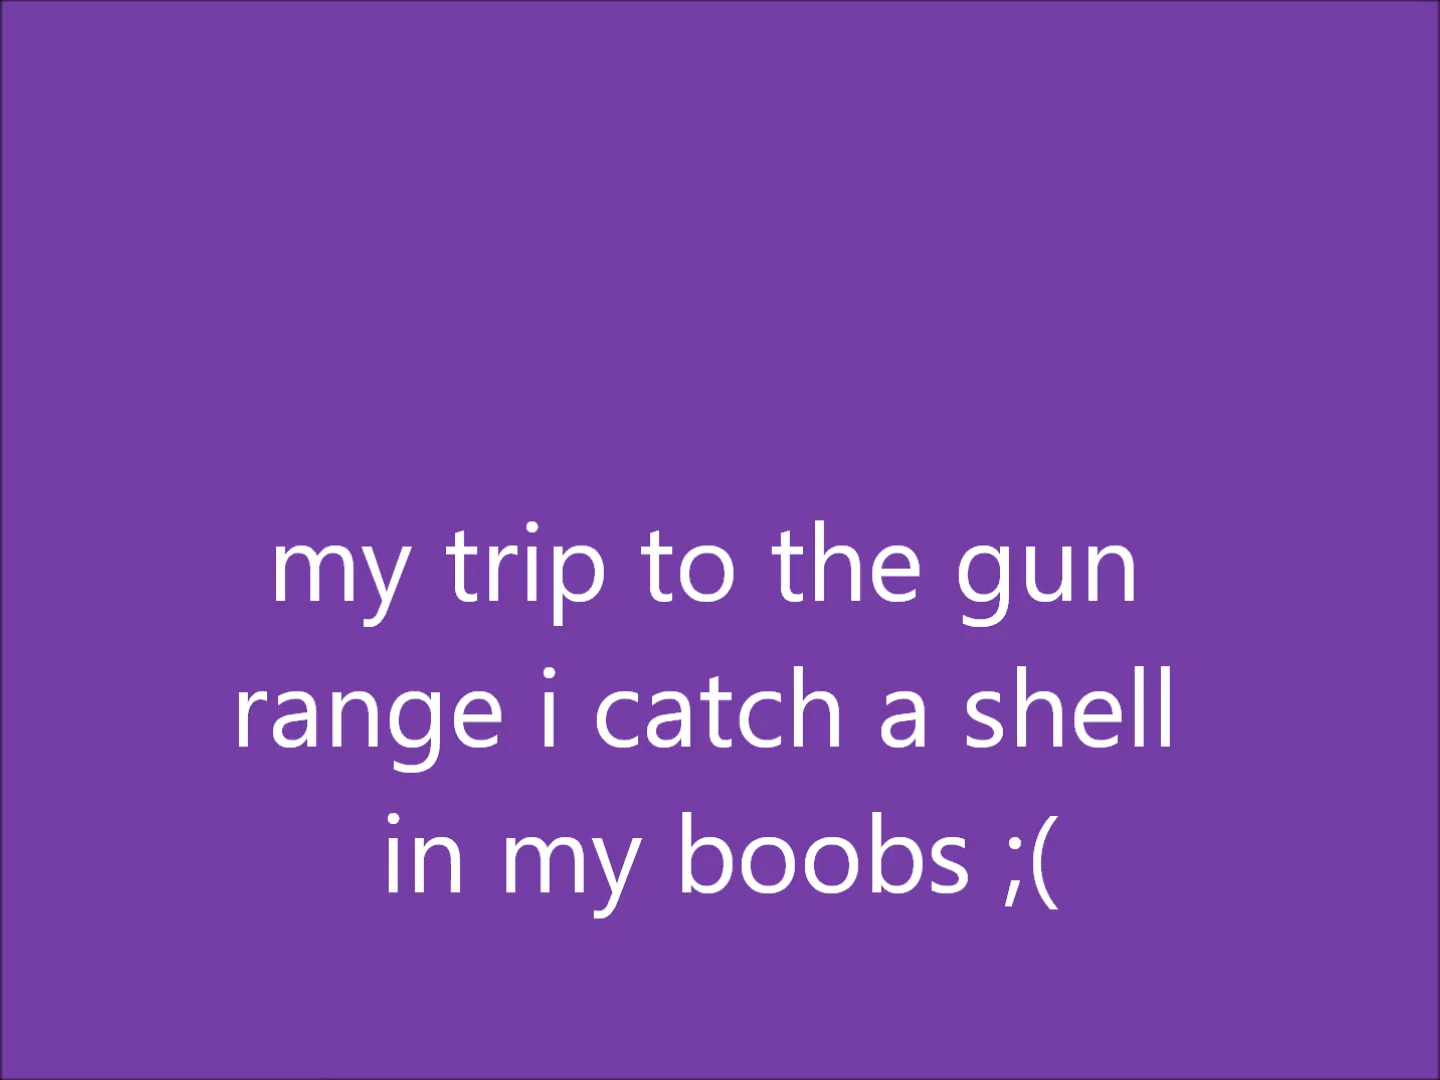 my trip to the gun
range i catch a shell
in my boobs ;(